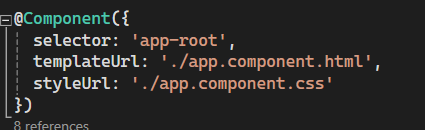 @Component({
  selector: 'app-root',
  templateUrl: './app.component.html',
  styleUrl: './app.component.css'
})
8 references